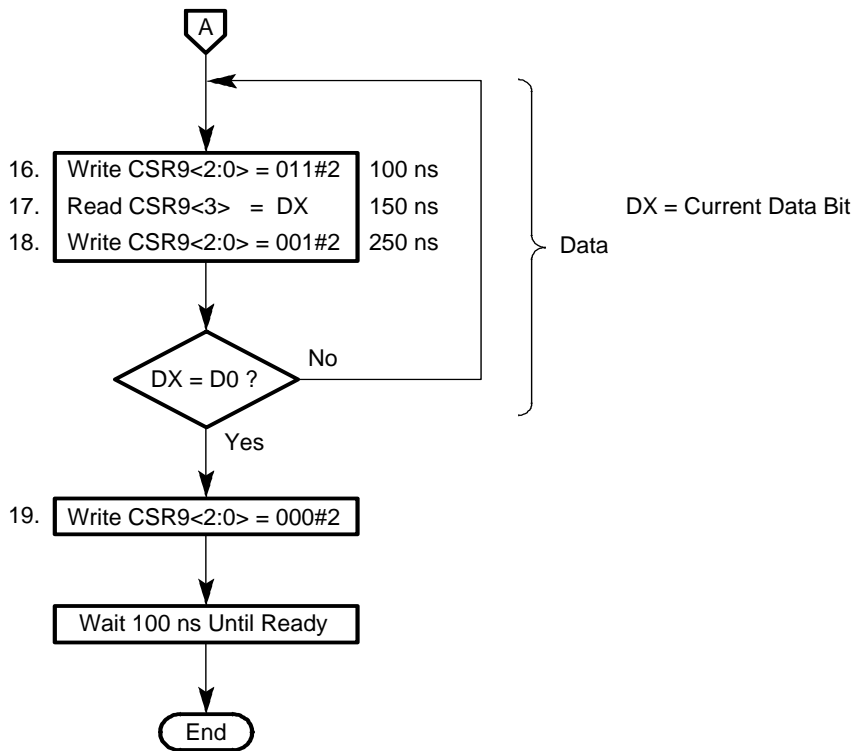 A
16. Write CSR9<2:0> = 011#2 100 ns
17. Read CSR9<3> = DX 150 ns DX = Current Data Bit
18. Write CSR9<2:0> = 001#2 250 ns Data
DX = D0 ? No
Yes
19. Write CSR9<2:0> = 000#2
Wait 100 ns Until Ready
End